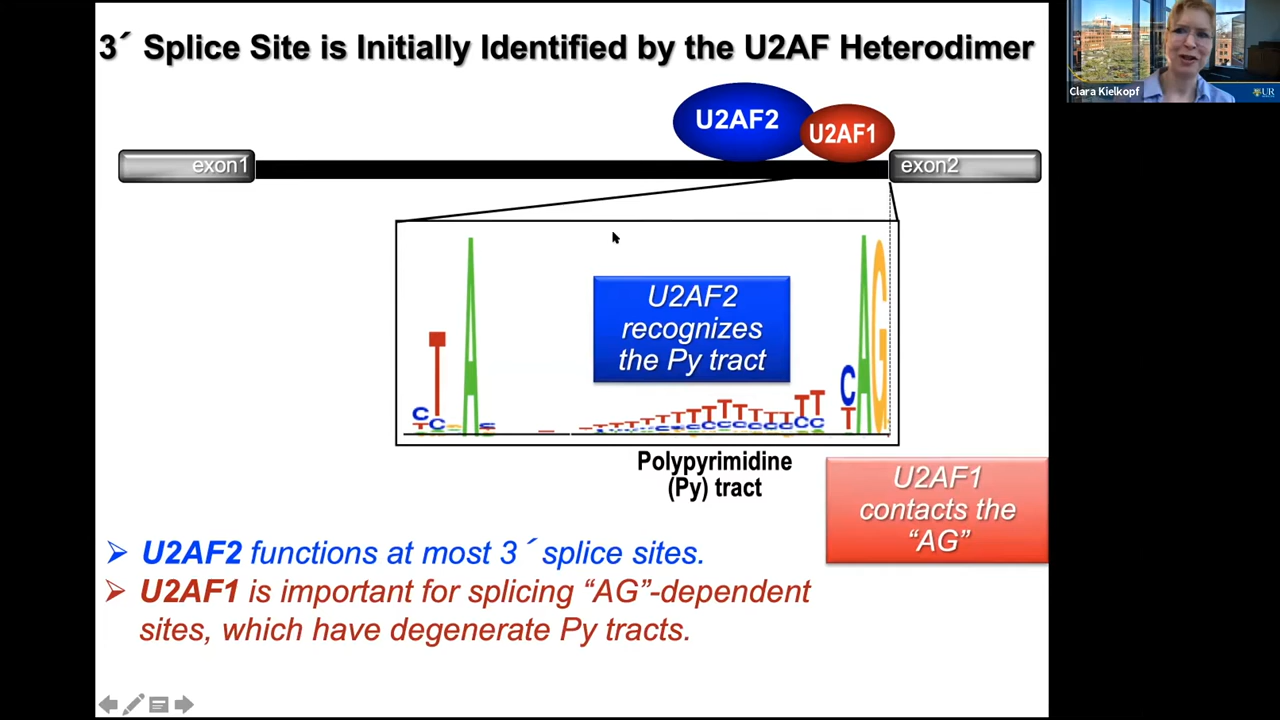 3´ Splice Site is Initially Identified by the U2AF Heterodimer
Clara Kielkopf
UR
U2AF2
U2AF1
exon1
exon2
U2AF2
recognizes
the Py tract
Polypyrimidine
(Py) tract
U2AF1
contacts the
“AG”
➢ U2AF2 functions at most 3´ splice sites.
➢ U2AF1 is important for splicing “AG”-dependent
sites, which have degenerate Py tracts.